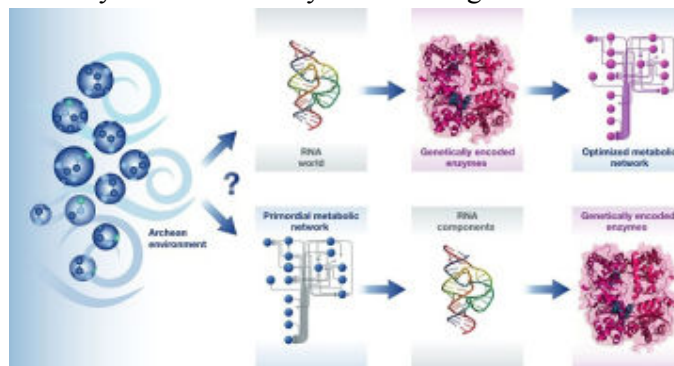 RNA
world
Genetically encoded
enzymes
Optimized metabolic
network
?
Archean
environment
Primordial metabolic
network
RNA
components
Genetically encoded
enzymes